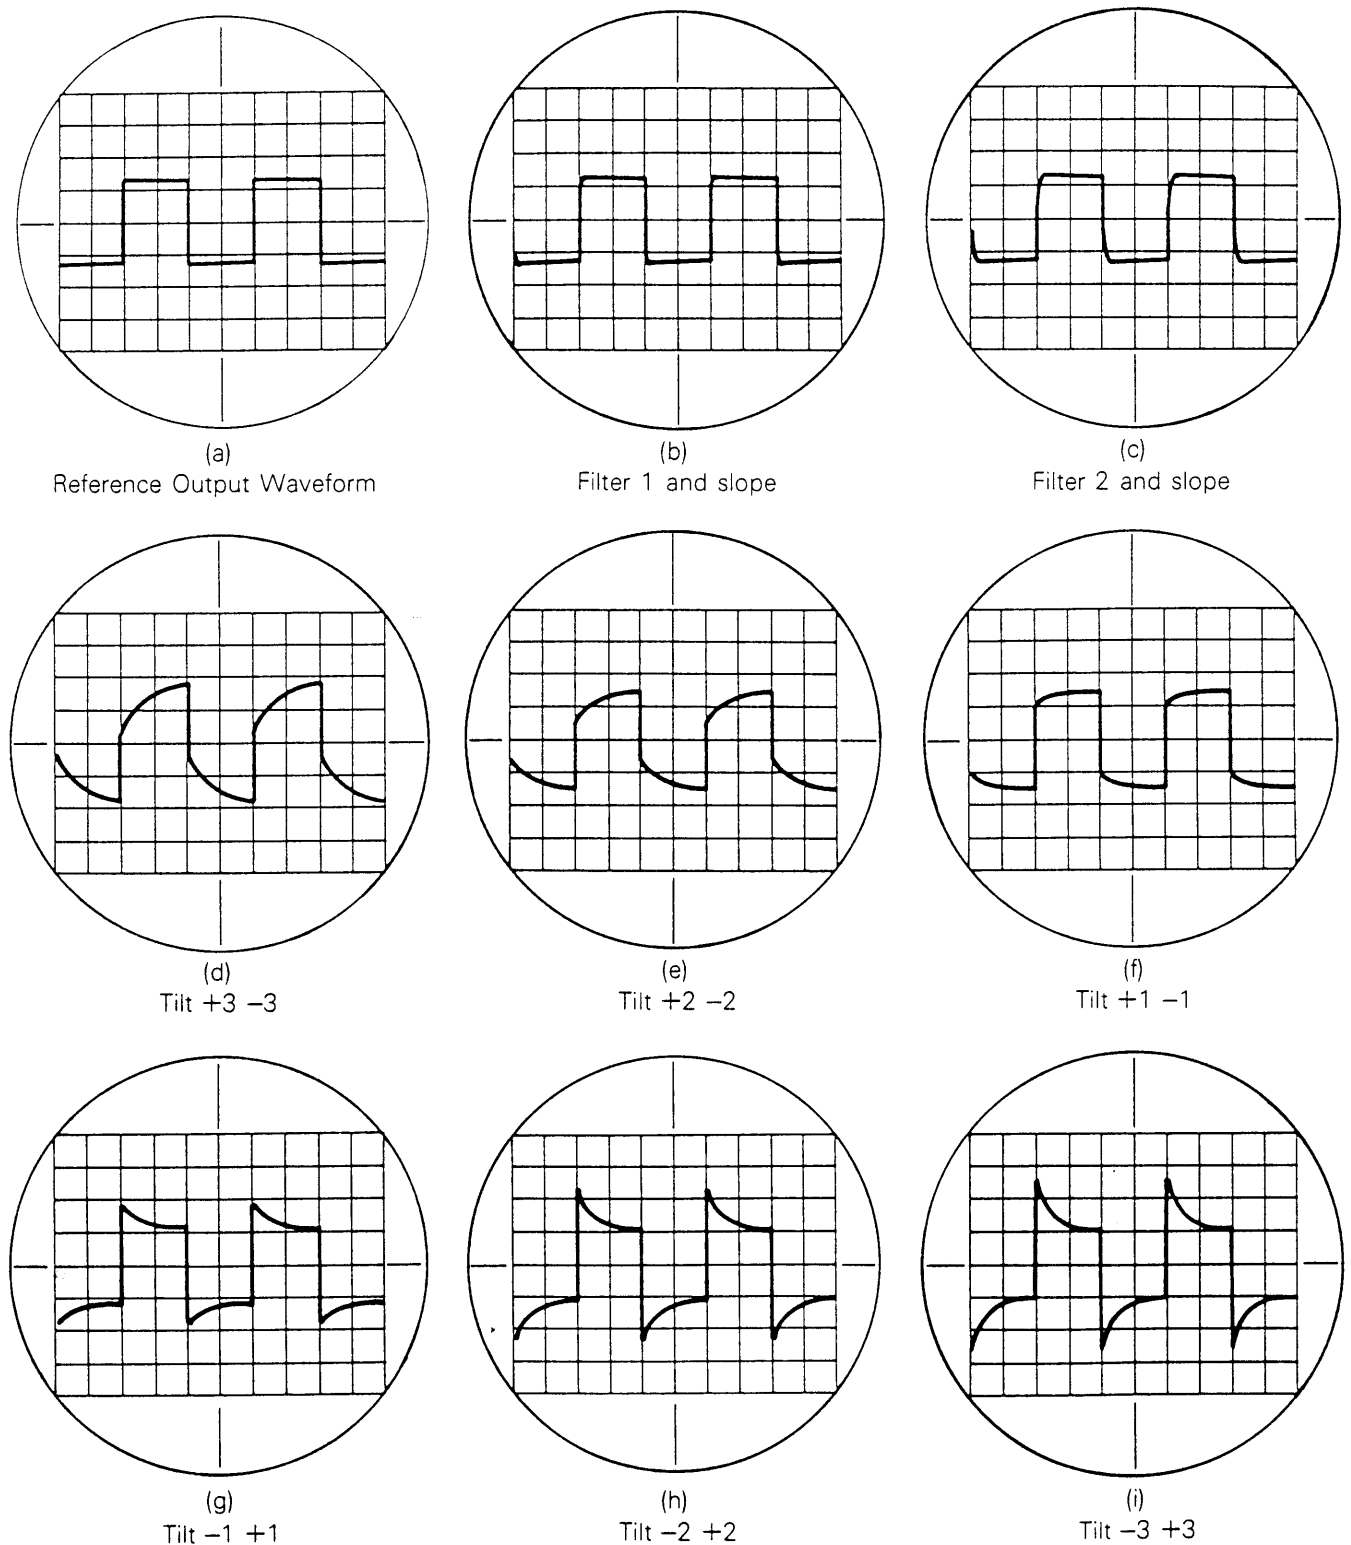 (a)
Reference Output Waveform
(b)
Filter 1 and slope
(c)
Filter 2 and slope
(d)
Tilt +3 −3
(e)
Tilt +2 −2
(f)
Tilt +1 −1
(g)
Tilt −1 +1
(h)
Tilt −2 +2
(i)
Tilt −3 +3